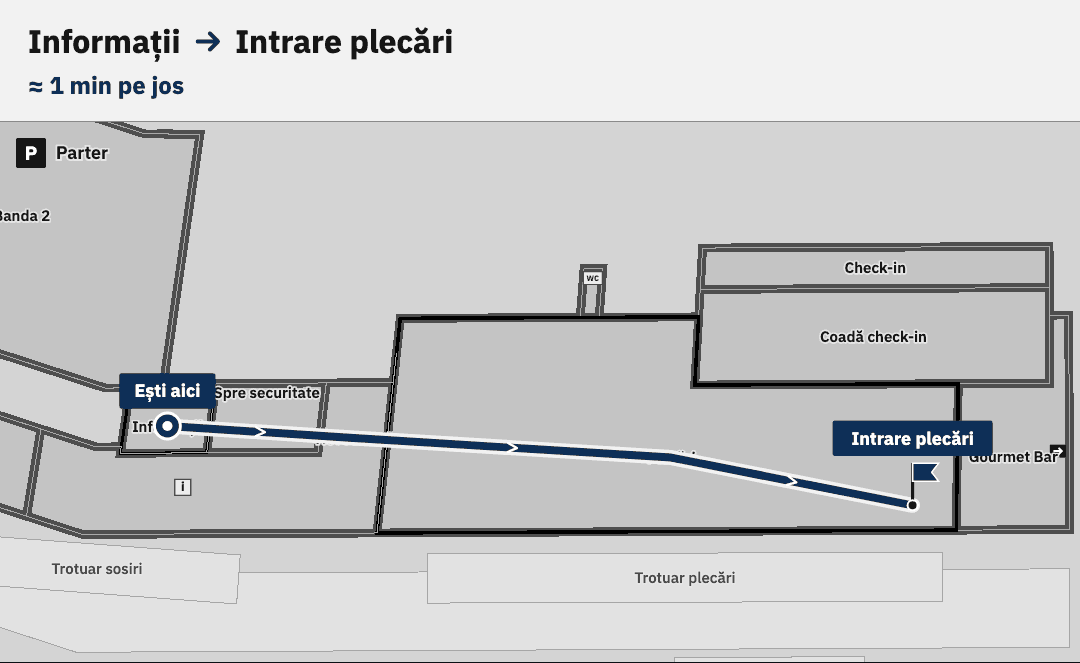 Informații → Intrare plecări
≈ 1 min pe jos
P Parter
Banda 2
wc
Check-in
Coadă check-in
Ești aici
Spre securitate
Inf
Intrare plecări
Gourmet Bar
i
Trotuar sosiri
Trotuar plecări